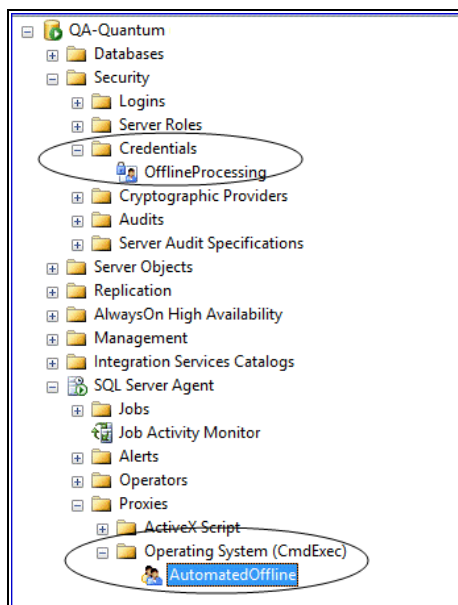 QA-Quantum
Databases
Security
Logins
Server Roles
Credentials
OfflineProcessing
Cryptographic Providers
Audits
Server Audit Specifications
Server Objects
Replication
AlwaysOn High Availability
Management
Integration Services Catalogs
SQL Server Agent
Jobs
Job Activity Monitor
Alerts
Operators
Proxies
ActiveX Script
Operating System (CmdExec)
AutomatedOffline